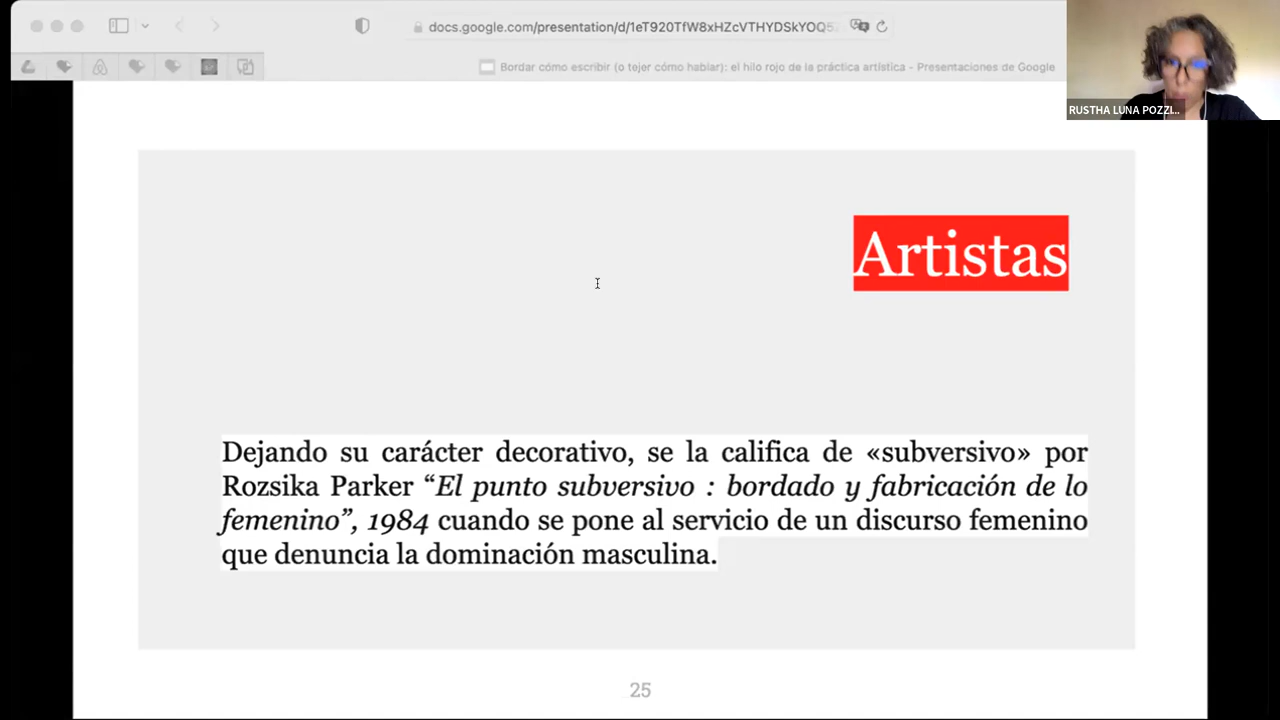 docs.google.com/presentation/d/1eT920TfW8xHZcVTHYDSkYOQ5
Bordar cómo escribir (o tejer cómo hablar): el hilo rojo de la práctica artística - Presentaciones de Google
RUSTHA LUNA POZZI...
Artistas
Dejando su carácter decorativo, se la califica de «subversivo» por
Rozsika Parker “El punto subversivo : bordado y fabricación de lo
femenino”, 1984 cuando se pone al servicio de un discurso femenino
que denuncia la dominación masculina.
25